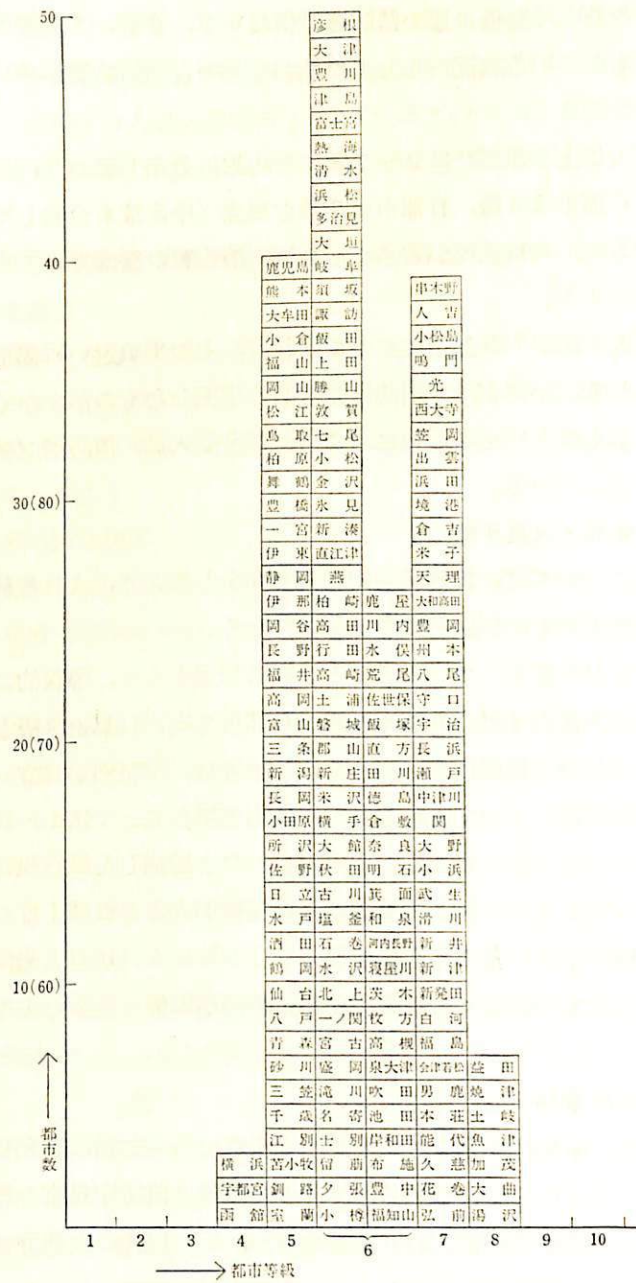 50
彦根
大津
豊川
津島
富士宮
熱海
清水
浜松
多治見
大垣
40
鹿児島 岐阜
熊本 須坂 串木野
大牟田 諏訪 人吉
小倉 飯田 小松島
福山 上田 鳴門
岡山 勝山 光
松江 敦賀 西大寺
鳥取 七尾 笠岡
柏原 小松 出雲
舞鶴 金沢 浜田
30(80)
豊橋 氷見 境港
一宮 新湊 倉吉
伊東 直江津 米子
静岡 燕 天理
伊那 柏崎 鹿屋 大和高田
岡谷 高田 川内 豊岡
長野 行田 水俣 州本
福井 高崎 荒尾 八尾
高岡 土浦 佐世保 守口
富山 磐城 飯塚 宇治
20(70)
三条 郡山 直方 長浜
新潟 新庄 田川 瀬戸
長岡 米沢 徳島 中津川
小田原 横手 倉敷 関
所沢 大館 奈良 大野
佐野 秋田 明石 小浜
日立 古川 箕面 武生
水戸 塩釜 和泉 滑川
酒田 石巻 河内長野 新井
鶴岡 水沢 寝屋川 新津
10(60)
仙台 北上 茨木 新発田
八戸 一ノ関 枚方 白河
青森 宮古 高槻 福島
砂川 盛岡 泉大津 会津若松 益田
三笠 滝川 吹田 男鹿 焼津
千歳 名寄 池田 本荘 土岐
江別 士別 岸和田 能代 魚津
横浜 苫小牧 留萌 布施 久慈 加茂
宇都宮 釧路 夕張 豊中 花巻 大曲
函館 室蘭 小樽 福知山 弘前 湯沢
都市数
1 2 3 4 5 6 7 8 9 10
都市等級